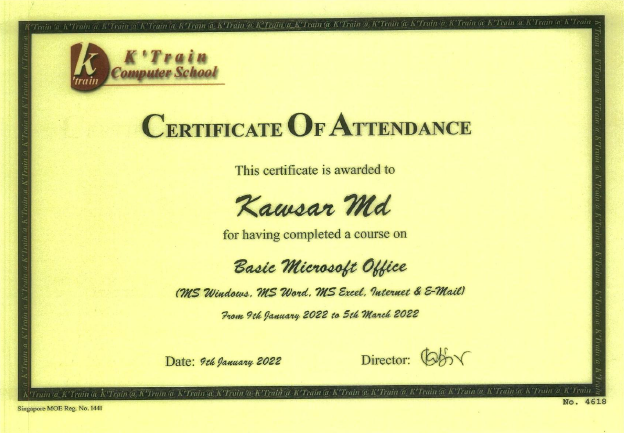 K'Train
Computer School
k
'train
CERTIFICATE OF ATTENDANCE
This certificate is awarded to
Kawsar Md
for having completed a course on
Basic Microsoft Office
(MS Windows, MS Word, MS Excel, Internet & E-Mail)
From 9th January 2022 to 5th March 2022
Date: 9th January 2022
Director:
Singapore MOE Reg. No. 1441
No. 4618